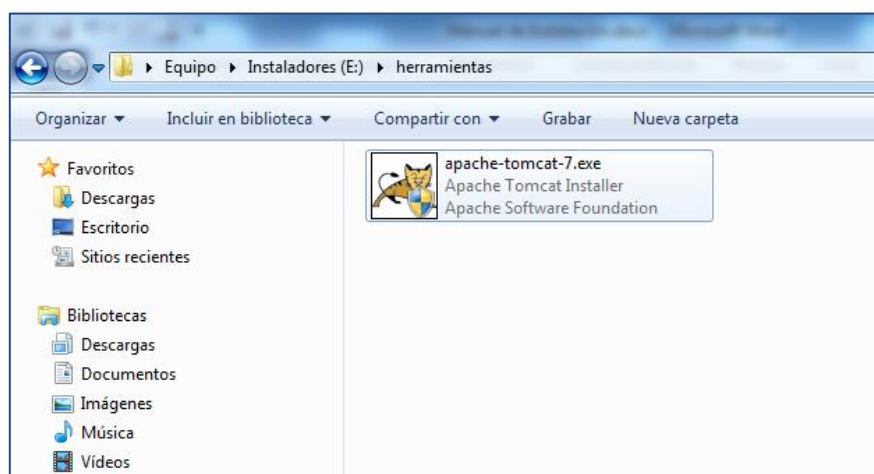 Equipo Instaladores (E:) herramientas
Organizar Incluir en biblioteca Compartir con Grabar Nueva carpeta
Favoritos
Descargas
Escritorio
Sitios recientes
Bibliotecas
Descargas
Documentos
Imágenes
Música
Vídeos
apache-tomcat-7.exe
Apache Tomcat Installer
Apache Software Foundation